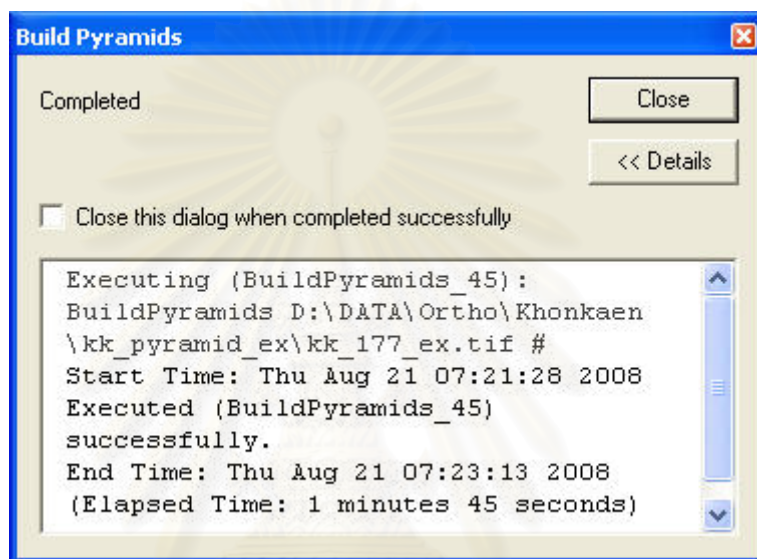 Build Pyramids
Completed
Close
<< Details
Close this dialog when completed successfully
Executing (BuildPyramids_45):
BuildPyramids D:\DATA\Ortho\Khonkaen
\kk_pyramid_ex\kk_177_ex.tif #
Start Time: Thu Aug 21 07:21:28 2008
Executed (BuildPyramids_45)
successfully.
End Time: Thu Aug 21 07:23:13 2008
(Elapsed Time: 1 minutes 45 seconds)